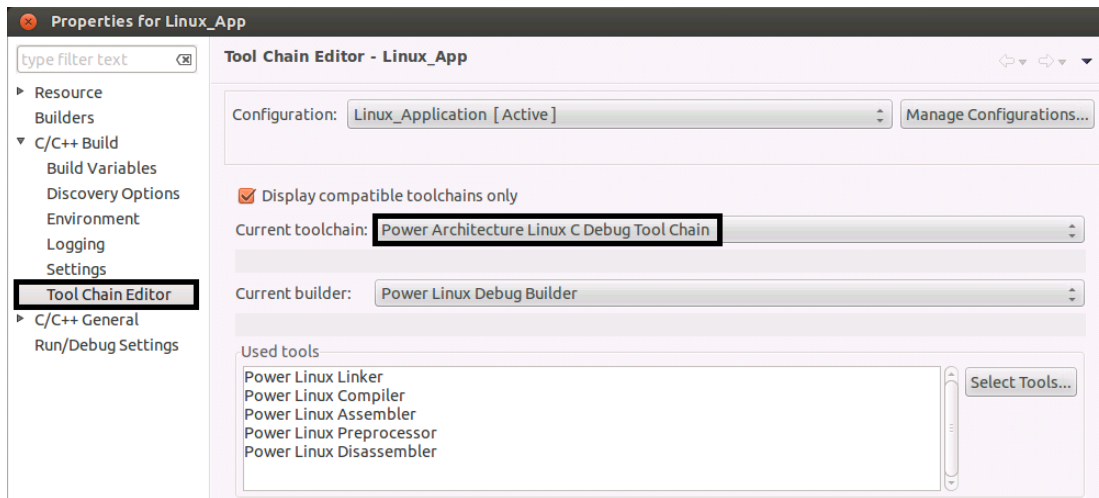 Properties for Linux_App
type filter text
Resource
Builders
C/C++ Build
Build Variables
Discovery Options
Environment
Logging
Settings
Tool Chain Editor
C/C++ General
Run/Debug Settings
Tool Chain Editor - Linux_App
Configuration: Linux_Application [ Active ] Manage Configurations...
Display compatible toolchains only
Current toolchain: Power Architecture Linux C Debug Tool Chain
Current builder: Power Linux Debug Builder
Used tools
Power Linux Linker
Power Linux Compiler
Power Linux Assembler
Power Linux Preprocessor
Power Linux Disassembler
Select Tools...